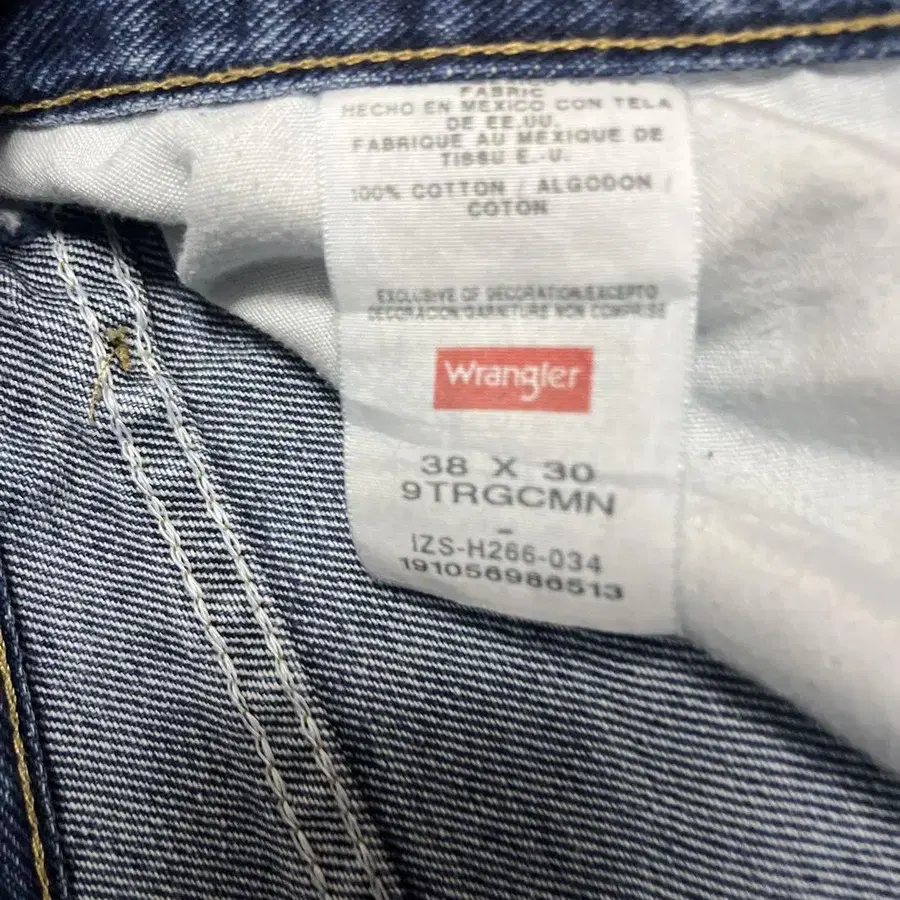 FABRIC
HECHO EN MEXICO CON TELA
DE EE.UU.
FABRIQUE AU MEXIQUE DE
TISSU E.-U.
100% COTTON / ALGODON /
COTON
EXCLUSIVE OF DECORATION/EXCEPTO
DECORACION/GARNITURE NON COMPRISE
Wrangler
38 X 30
9TRGCMN
-
IZS-H266-034
191056986513